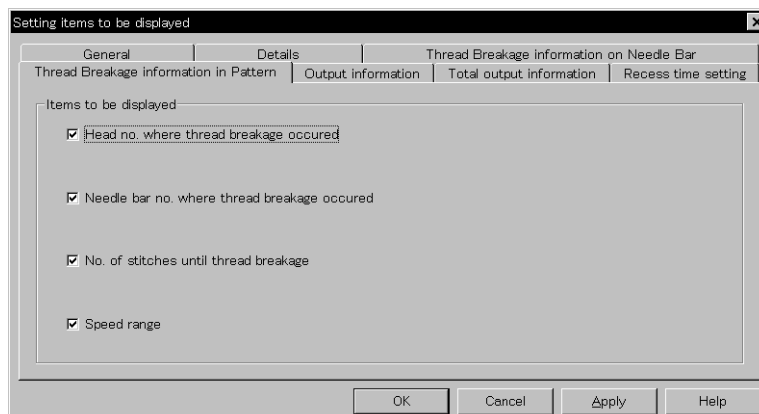 Setting items to be displayed
General Details Thread Breakage information on Needle Bar
Thread Breakage information in Pattern Output information Total output information Recess time setting
Items to be displayed
Head no. where thread breakage occured
Needle bar no. where thread breakage occured
No. of stitches until thread breakage
Speed range
OK Cancel Apply Help